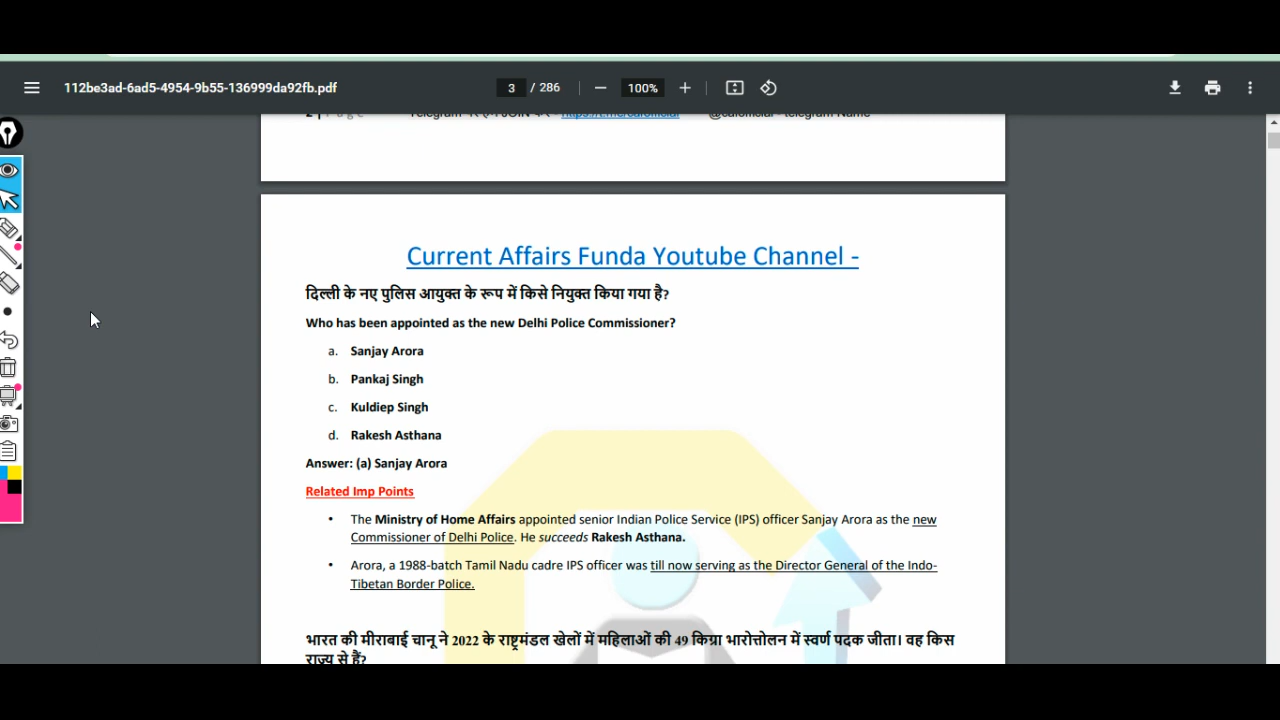 112be3ad-6ad5-4954-9b55-136999da92fb.pdf
3 / 286
100%
Current Affairs Funda Youtube Channel -
दिल्ली के नए पुलिस आयुक्त के रूप में किसे नियुक्त किया गया है?
Who has been appointed as the new Delhi Police Commissioner?
a. Sanjay Arora
b. Pankaj Singh
c. Kuldiep Singh
d. Rakesh Asthana
Answer: (a) Sanjay Arora
Related Imp Points
• The Ministry of Home Affairs appointed senior Indian Police Service (IPS) officer Sanjay Arora as the new
Commissioner of Delhi Police. He succeeds Rakesh Asthana.
• Arora, a 1988-batch Tamil Nadu cadre IPS officer was till now serving as the Director General of the Indo-
Tibetan Border Police.
भारत की मीराबाई चानू ने 2022 के राष्ट्रमंडल खेलों में महिलाओं की 49 किग्रा भारोत्तोलन में स्वर्ण पदक जीता। वह किस
राज्य से हैं?